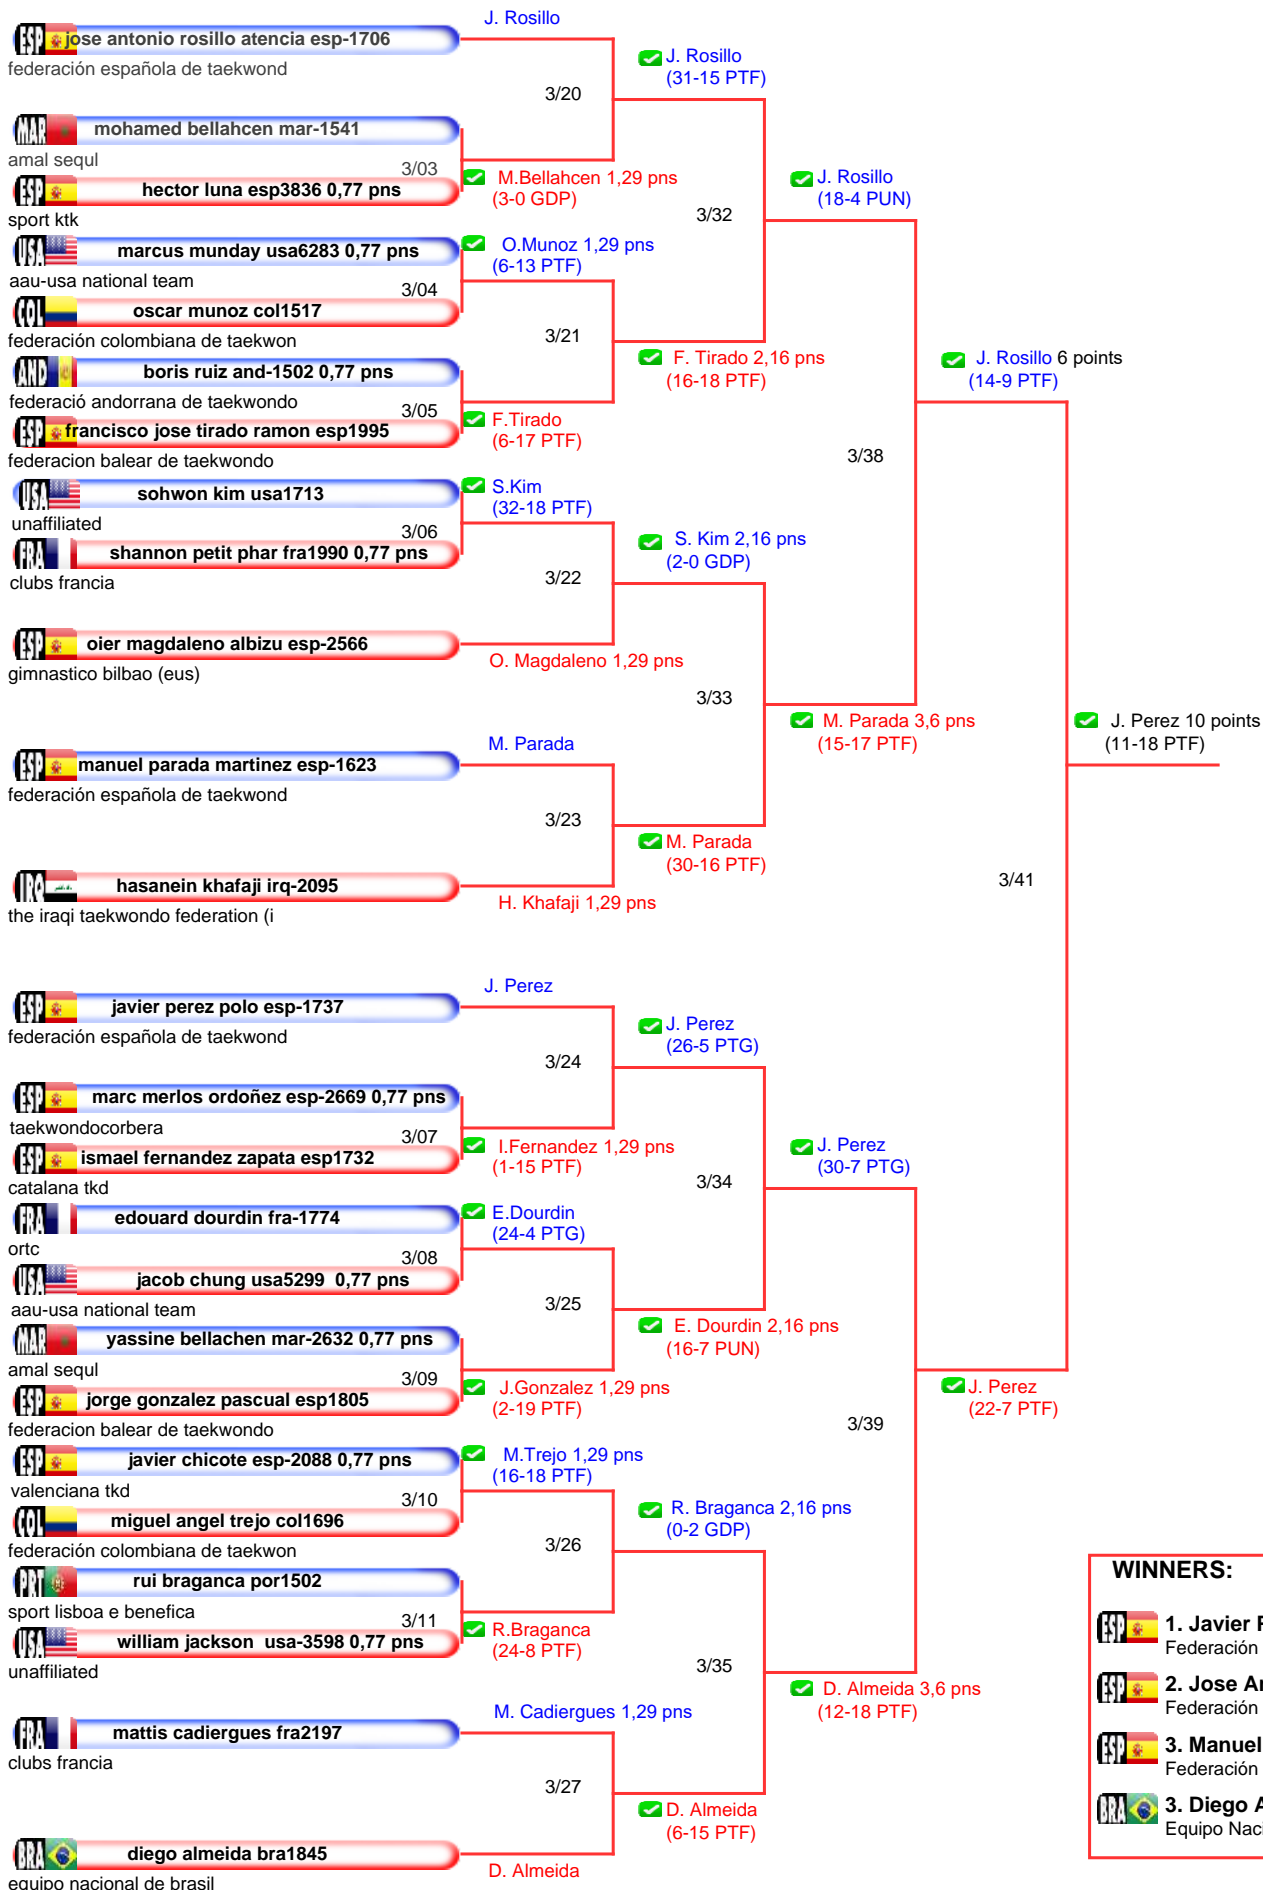 J. Rosillo
ESP jose antonio rosillo atencia esp-1706
federación española de taekwond
J. Rosillo
(31-15 PTF)
3/20
MAR mohamed bellahcen mar-1541
amal sequl
3/03
ESP hector luna esp3836 0,77 pns
sport ktk
M.Bellahcen 1,29 pns
(3-0 GDP)
J. Rosillo
(18-4 PUN)
3/32
USA marcus munday usa6283 0,77 pns
aau-usa national team
O.Munoz 1,29 pns
(6-13 PTF)
3/04
COL oscar munoz col1517
federación colombiana de taekwon
3/21
F. Tirado 2,16 pns
(16-18 PTF)
J. Rosillo 6 points
(14-9 PTF)
AND boris ruiz and-1502 0,77 pns
federació andorrana de taekwondo
3/05
ESP francisco jose tirado ramon esp1995
federacion balear de taekwondo
F.Tirado
(6-17 PTF)
3/38
USA sohwon kim usa1713
unaffiliated
S.Kim
(32-18 PTF)
3/06
FRA shannon petit phar fra1990 0,77 pns
clubs francia
S. Kim 2,16 pns
(2-0 GDP)
3/22
ESP oier magdaleno albizu esp-2566
gimnastico bilbao (eus)
O. Magdaleno 1,29 pns
3/33
M. Parada 3,6 pns
(15-17 PTF)
J. Perez 10 points
(11-18 PTF)
M. Parada
ESP manuel parada martinez esp-1623
federación española de taekwond
3/23
M. Parada
(30-16 PTF)
3/41
IRQ hasanein khafaji irq-2095
the iraqi taekwondo federation (i
H. Khafaji 1,29 pns
J. Perez
ESP javier perez polo esp-1737
federación española de taekwond
J. Perez
(26-5 PTG)
3/24
ESP marc merlos ordoñez esp-2669 0,77 pns
taekwondocorbera
3/07
ESP ismael fernandez zapata esp1732
catalana tkd
I.Fernandez 1,29 pns
(1-15 PTF)
J. Perez
(30-7 PTG)
3/34
FRA edouard dourdin fra-1774
ortc
E.Dourdin
(24-4 PTG)
3/08
USA jacob chung usa5299 0,77 pns
aau-usa national team
3/25
E. Dourdin 2,16 pns
(16-7 PUN)
MAR yassine bellachen mar-2632 0,77 pns
amal sequl
3/09
ESP jorge gonzalez pascual esp1805
federacion balear de taekwondo
J.Gonzalez 1,29 pns
(2-19 PTF)
J. Perez
(22-7 PTF)
3/39
ESP javier chicote esp-2088 0,77 pns
valenciana tkd
M.Trejo 1,29 pns
(16-18 PTF)
3/10
COL miguel angel trejo col1696
federación colombiana de taekwon
R. Braganca 2,16 pns
(0-2 GDP)
3/26
PRT rui braganca por1502
sport lisboa e benefica
3/11
USA william jackson usa-3598 0,77 pns
unaffiliated
R.Braganca
(24-8 PTF)
3/35
D. Almeida 3,6 pns
(12-18 PTF)
M. Cadiergues 1,29 pns
FRA mattis cadiergues fra2197
clubs francia
3/27
D. Almeida
(6-15 PTF)
BRA diego almeida bra1845
equipo nacional de brasil
D. Almeida
WINNERS:
ESP 1. Javier
Federación
ESP 2. Jose
Federación
ESP 3. Manuel
Federación
BRA 3. Diego
Equipo